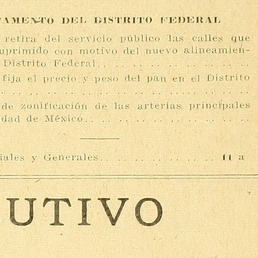 TAMENTO DEL DISTRITO FEDERAL
retira del servicio público las calles que
suprimido con motivo del nuevo alineamien-
Distrito Federal
fija el precio y peso del pan en el Distrito
de zonificación de las arterias principales
dad de México
iales y Generales 11 a
UTIVO